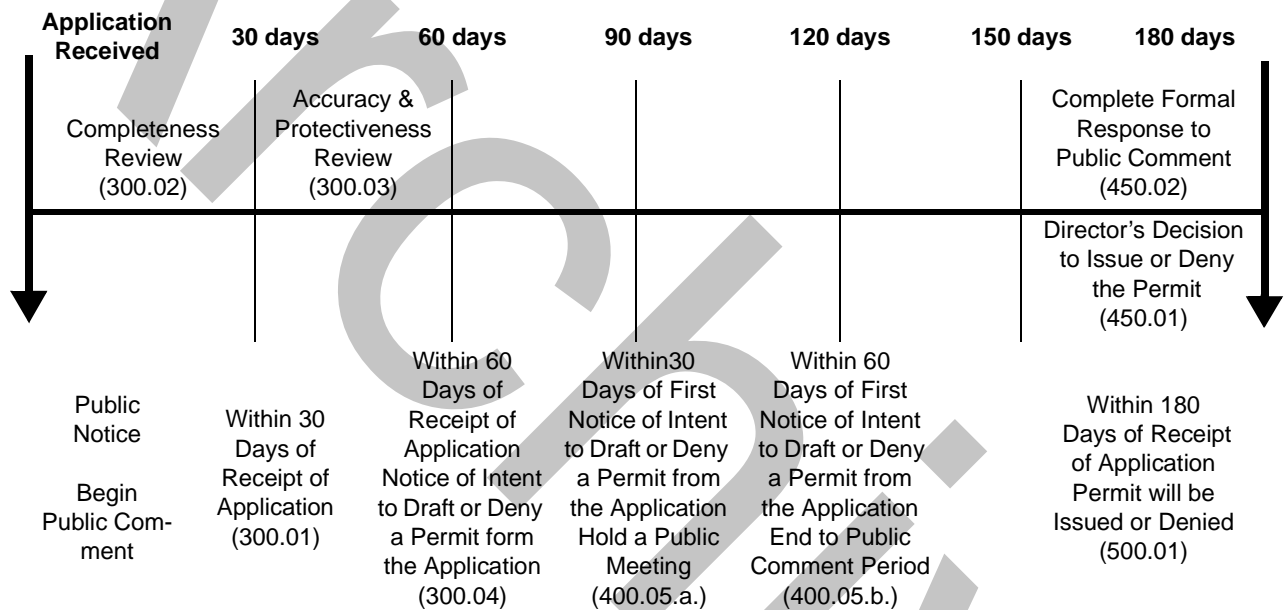 Application
Received
30 days
60 days
90 days
120 days
150 days
180 days
Completeness
Review
(300.02)
Accuracy &
Protectiveness
Review
(300.03)
Complete Formal
Response to
Public Comment
(450.02)
Director’s Decision
to Issue or Deny
the Permit
(450.01)
Public
Notice
Begin
Public Com-
ment
Within 30
Days of
Receipt of
Application
(300.01)
Within 60
Days of
Receipt of
Application
Notice of Intent
to Draft or Deny
a Permit form
the Application
(300.04)
Within30
Days of First
Notice of Intent
to Draft or Deny
a Permit from
the Application
Hold a Public
Meeting
(400.05.a.)
Within 60
Days of First
Notice of Intent
to Draft or Deny
a Permit from
the Application
End to Public
Comment Period
(400.05.b.)
Within 180
Days of Receipt
of Application
Permit will be
Issued or Denied
(500.01)